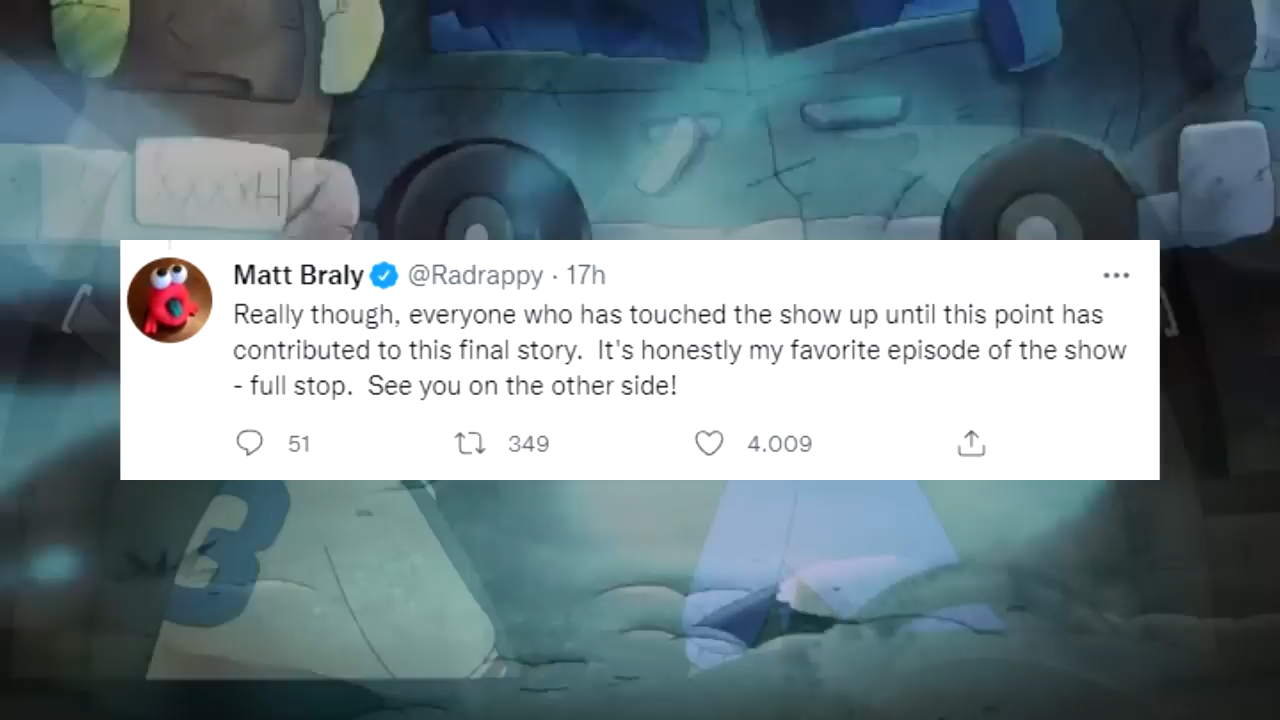 XXXX4
Matt Braly @Radrappy · 17h
Really though, everyone who has touched the show up until this point has
contributed to this final story.  It's honestly my favorite episode of the show
- full stop.  See you on the other side!
51 349 4.009
3